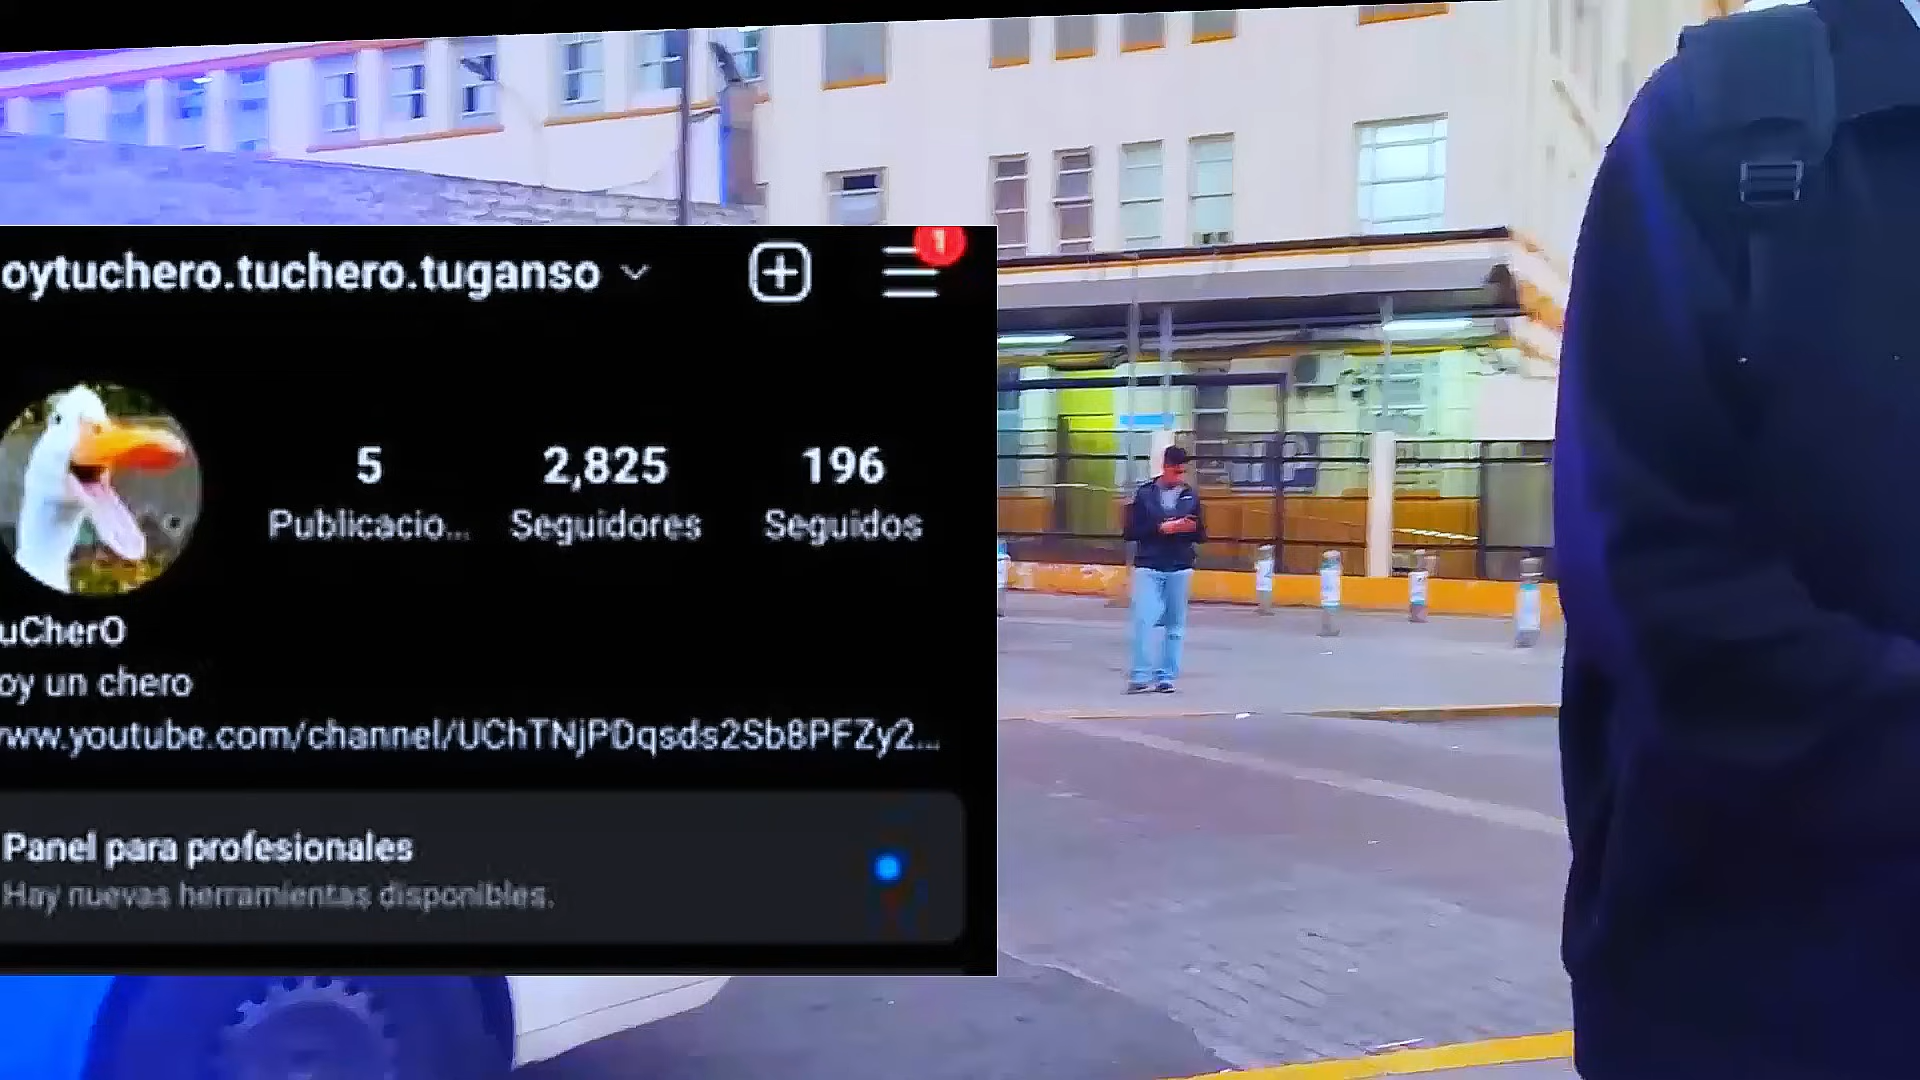 oytuchero.tuchero.tuganso
1
5 2,825 196
Publicacio... Seguidores Seguidos
uCherO
oy un chero
www.youtube.com/channel/UChTNjPDqsds2Sb8PFZy2...
Panel para profesionales
Hay nuevas herramientas disponibles.